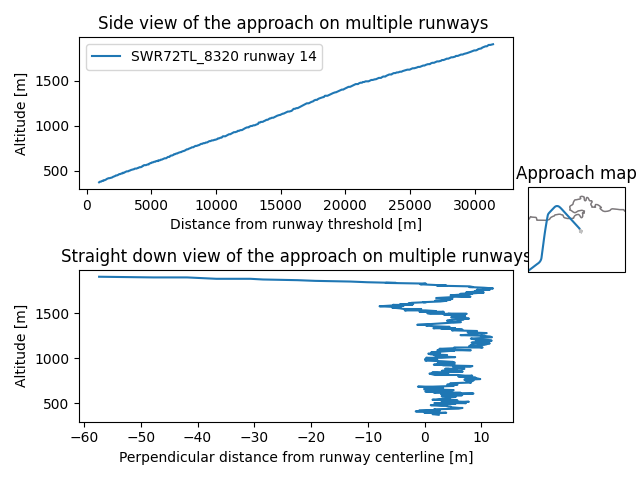 Side view of the approach on multiple runways
SWR72TL_8320 runway 14
Altitude [m]
1500
1000
500
0
5000
10000
15000
20000
25000
30000
Distance from runway threshold [m]
Approach map
Straight down view of the approach on multiple runways
Altitude [m]
1500
1000
500
−60
−50
−40
−30
−20
−10
0
10
Perpendicular distance from runway centerline [m]